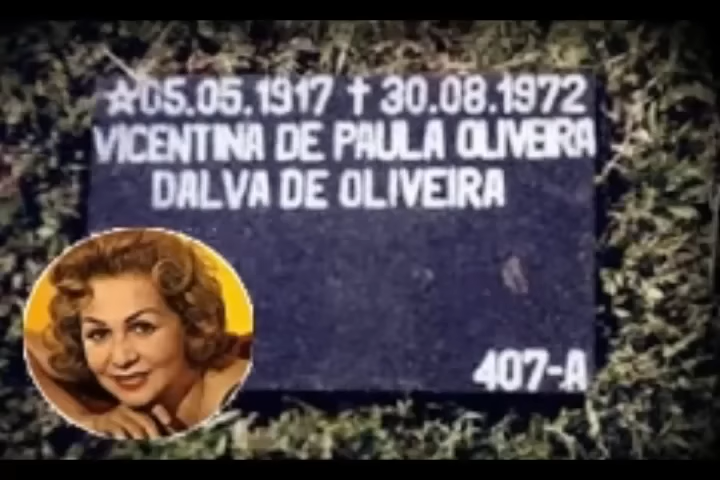 ☆05.05.1917 † 30.08.1972
VICENTINA DE PAULA OLIVEIRA
DALVA DE OLIVEIRA
407-A